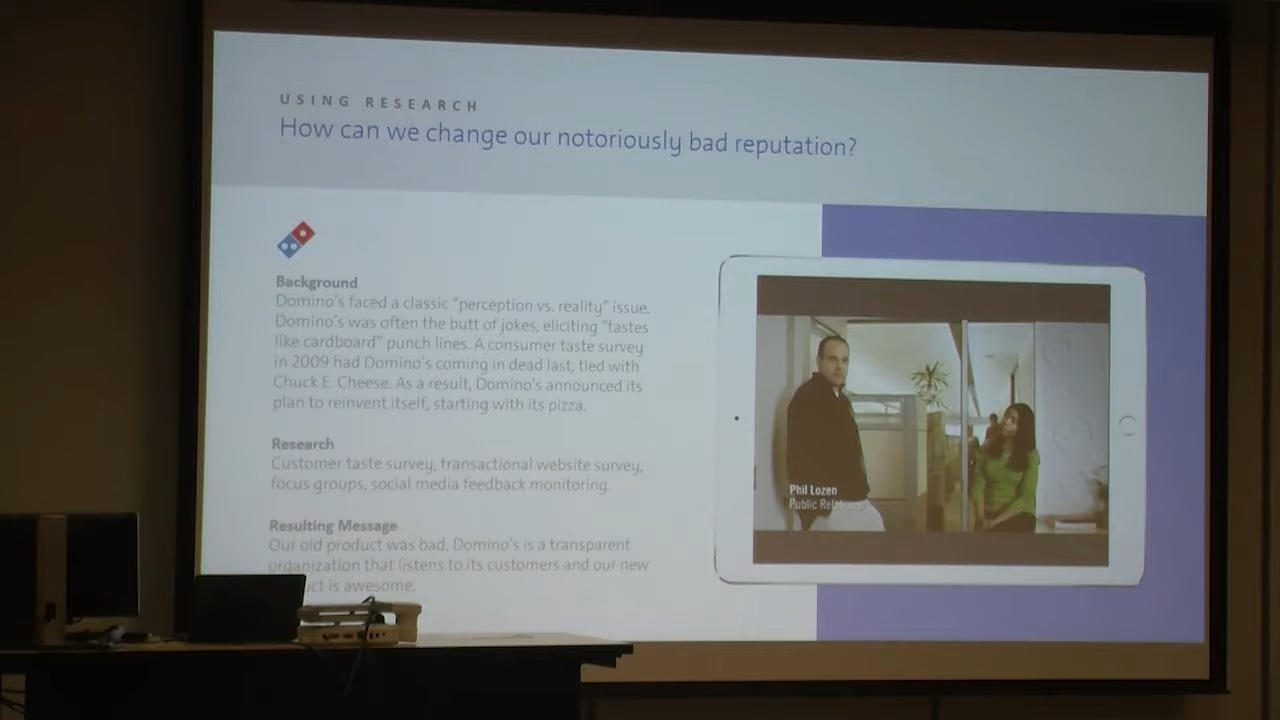 USING RESEARCH
How can we change our notoriously bad reputation?
Background
Domino's faced a classic "perception vs. reality" issue.
Domino's was often the butt of jokes, eliciting "tastes
like cardboard" punch lines. A consumer taste survey
in 2009 had Domino's coming in dead last, tied with
Chuck E. Cheese. As a result, Domino's announced its
plan to reinvent itself, starting with its pizza.
Research
Customer taste survey, transactional website survey,
focus groups, social media feedback monitoring.
Resulting Message
Our old product was bad. Domino's is a transparent
organization that listens to its customers and our new
is awesome.
Phil Lozen
Public Relations